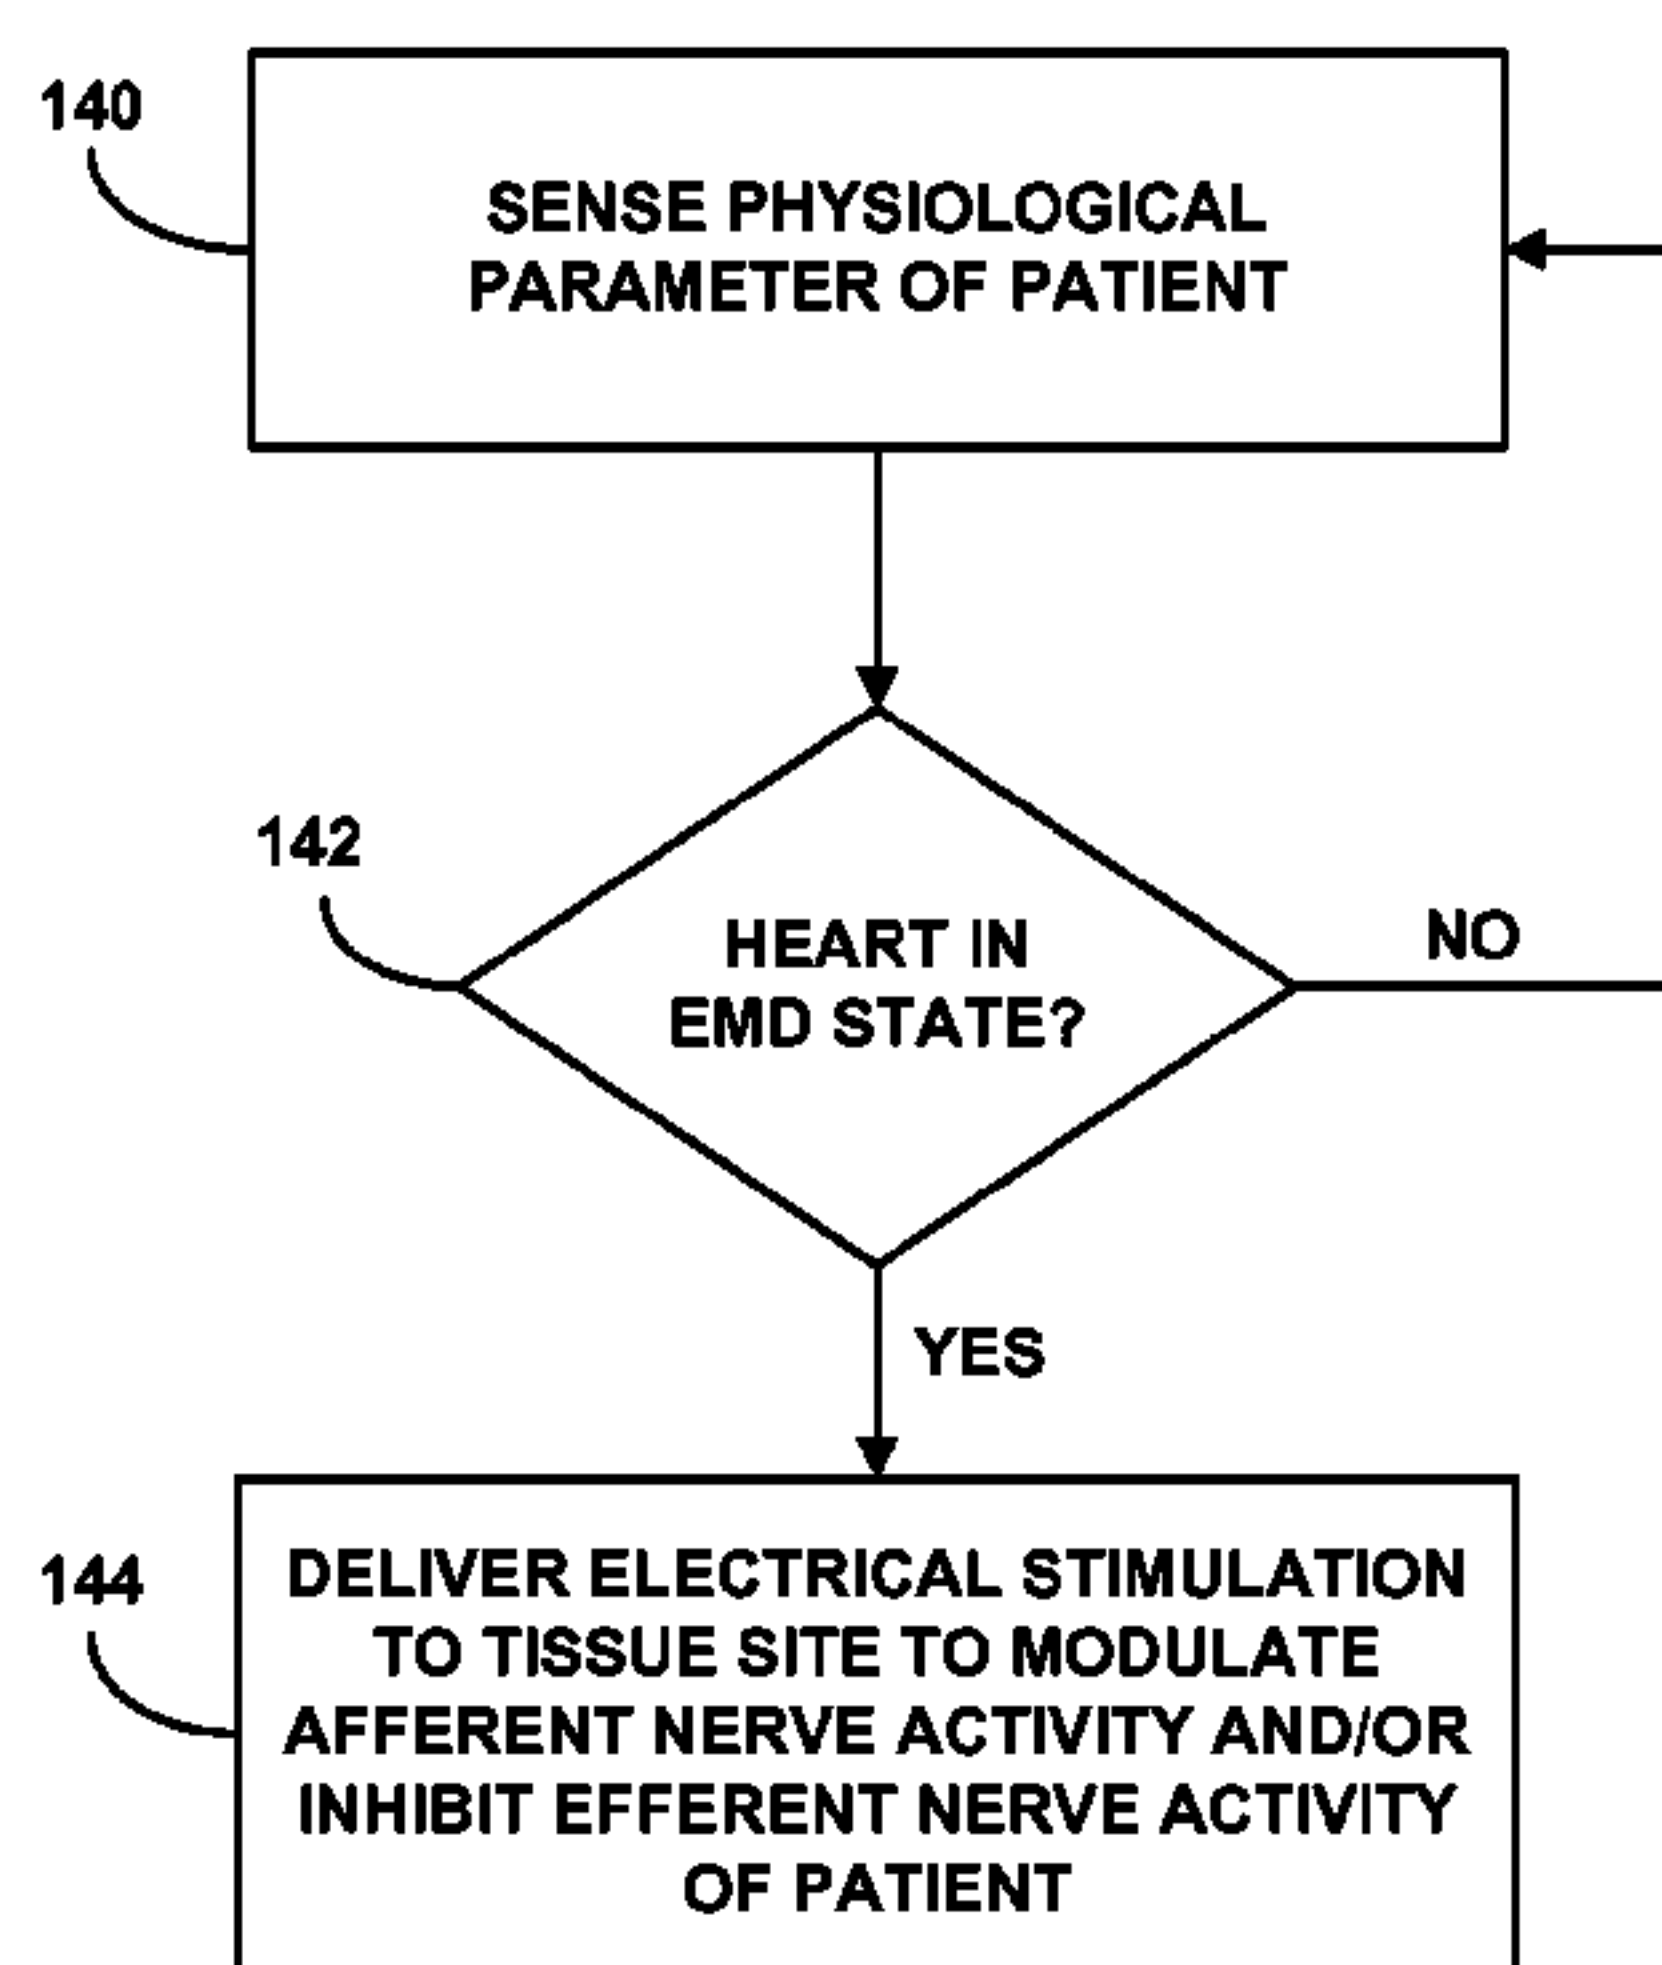 140
SENSE PHYSIOLOGICAL
PARAMETER OF PATIENT
142
HEART IN
EMD STATE?
NO
YES
144
DELIVER ELECTRICAL STIMULATION
TO TISSUE SITE TO MODULATE
AFFERENT NERVE ACTIVITY AND/OR
INHIBIT EFFERENT NERVE ACTIVITY
OF PATIENT